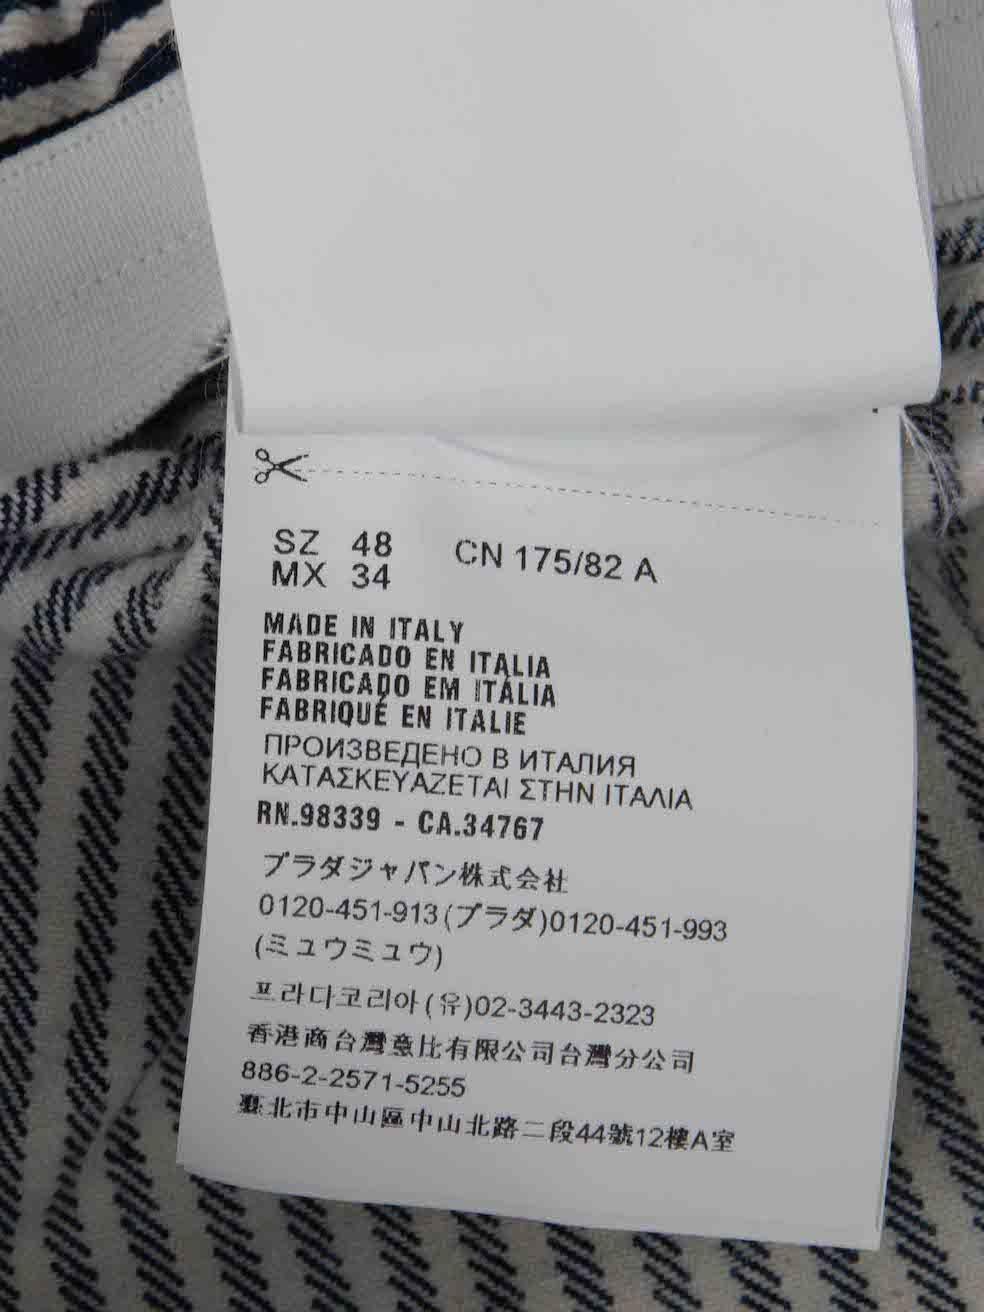 SZ 48 CN 175/82 A
MX 34
MADE IN ITALY
FABRICADO EN ITALIA
FABRICADO EM ITÁLIA
FABRIQUÉ EN ITALIE
ПРОИЗВЕДЕНО В ИТАЛИЯ
ΚΑΤΑΣΚΕΥΑΖΕΤΑΙ ΣΤΗΝ ΙΤΑΛΙΑ
RN.98339 - CA.34767
プラダジャパン株式会社
0120-451-913(プラダ)0120-451-993
(ミュウミュウ)
프라다코리아(유)02-3443-2323
香港商台灣意比有限公司台灣分公司
886-2-2571-5255
臺北市中山區中山北路二段44號12樓A室